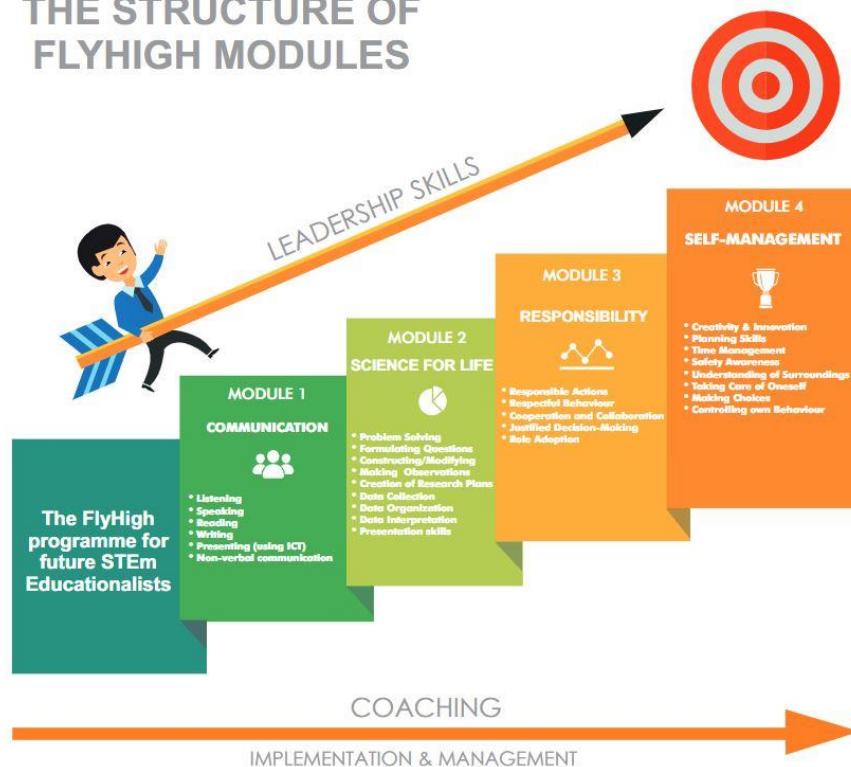 THE STRUCTURE OF
FLYHIGH MODULES
LEADERSHIP SKILLS
The FlyHigh
programme for
future STEm
Educationalists
MODULE 1
COMMUNICATION
* Listening
* Speaking
* Reading
* Writing
* Presenting (using ICT)
* Non-verbal communication
MODULE 2
SCIENCE FOR LIFE
* Problem Solving
* Formulating Questions
* Constructing/Modifying
* Making Observations
* Creation of Research Plans
* Data Collection
* Data Organization
* Data Interpretation
* Presentation skills
MODULE 3
RESPONSIBILITY
* Responsible Actions
* Respectful Behaviour
* Cooperation and Collaboration
* Justified Decision-Making
* Role Adoption
MODULE 4
SELF-MANAGEMENT
* Creativity & Innovation
* Planning Skills
* Time Management
* Safety Awareness
* Understanding of Surroundings
* Taking Care of Oneself
* Making Choices
* Controlling own Behaviour
COACHING
IMPLEMENTATION & MANAGEMENT